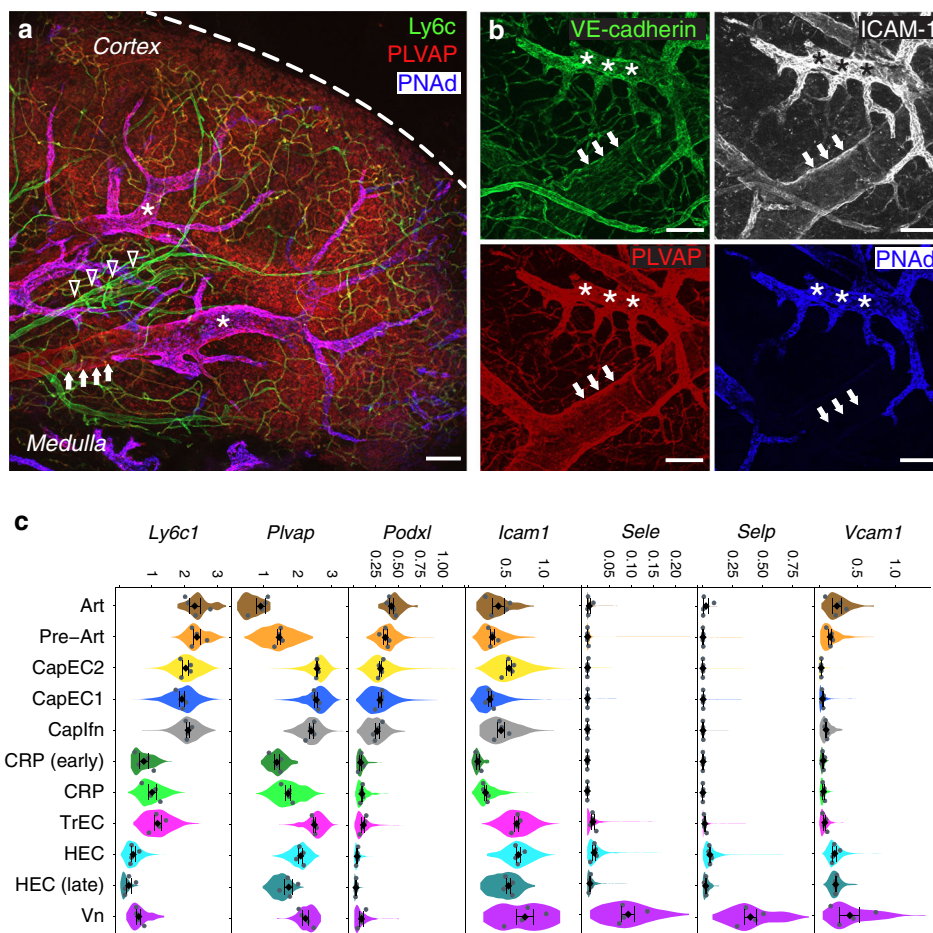 a
Ly6c
PLVAP
PNAd
Cortex
Medulla
b
VE-cadherin
ICAM-1
PLVAP
PNAd
* * *
* * *
* * *
* * *
*
*
c
Ly6c1 Plvap Podxl Icam1 Sele Selp Vcam1
1 2 3 1 2 3 0.25 0.50 0.75 1.00 0.5 1.0 0.05 0.10 0.15 0.20 0.25 0.50 0.75 0.5 1.0
Art
Pre-Art
CapEC2
CapEC1
CapIfn
CRP (early)
CRP
TrEC
HEC
HEC (late)
Vn